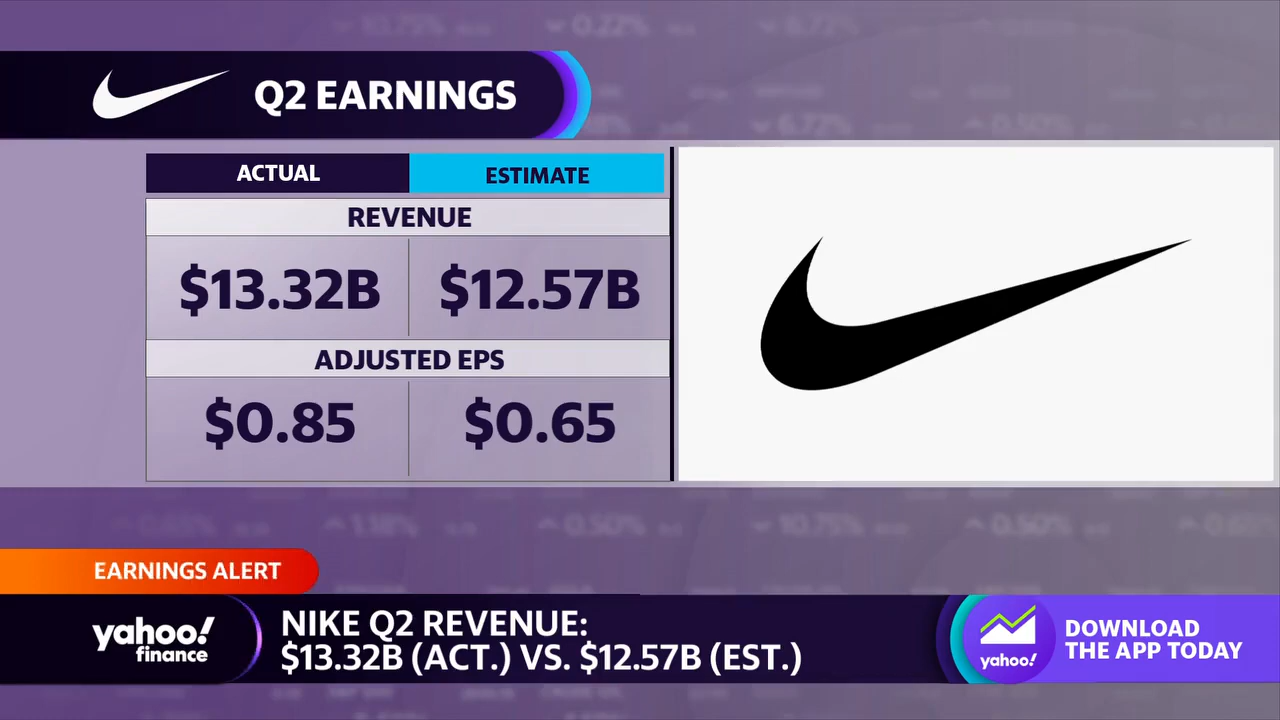 Q2 EARNINGS
ACTUAL ESTIMATE
REVENUE
$13.32B $12.57B
ADJUSTED EPS
$0.85 $0.65
EARNINGS ALERT
yahoo!
finance
NIKE Q2 REVENUE:
$13.32B (ACT.) VS. $12.57B (EST.)
yahoo!
DOWNLOAD
THE APP TODAY